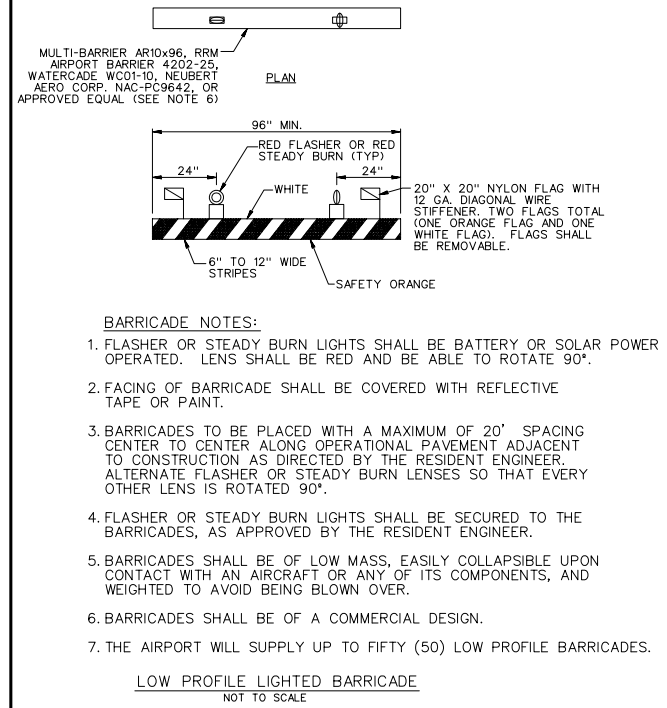 MULTI-BARRIER AR10x96, RRM
AIRPORT BARRIER 4202-25,
WATERCADE WC01-10, NEUBERT
AERO CORP. NAC-PC9642, OR
APPROVED EQUAL (SEE NOTE 6)
PLAN
96" MIN.
RED FLASHER OR RED
STEADY BURN (TYP)
24"
24"
WHITE
20" X 20" NYLON FLAG WITH
12 GA. DIAGONAL WIRE
STIFFENER. TWO FLAGS TOTAL
(ONE ORANGE FLAG AND ONE
WHITE FLAG). FLAGS SHALL
BE REMOVABLE.
6" TO 12" WIDE
STRIPES
SAFETY ORANGE
BARRICADE NOTES:
1. FLASHER OR STEADY BURN LIGHTS SHALL BE BATTERY OR SOLAR POWER
OPERATED. LENS SHALL BE RED AND BE ABLE TO ROTATE 90°.
2. FACING OF BARRICADE SHALL BE COVERED WITH REFLECTIVE
TAPE OR PAINT.
3. BARRICADES TO BE PLACED WITH A MAXIMUM OF 20' SPACING
CENTER TO CENTER ALONG OPERATIONAL PAVEMENT ADJACENT
TO CONSTRUCTION AS DIRECTED BY THE RESIDENT ENGINEER.
ALTERNATE FLASHER OR STEADY BURN LENSES SO THAT EVERY
OTHER LENS IS ROTATED 90°.
4. FLASHER OR STEADY BURN LIGHTS SHALL BE SECURED TO THE
BARRICADES, AS APPROVED BY THE RESIDENT ENGINEER.
5. BARRICADES SHALL BE OF LOW MASS, EASILY COLLAPSIBLE UPON
CONTACT WITH AN AIRCRAFT OR ANY OF ITS COMPONENTS, AND
WEIGHTED TO AVOID BEING BLOWN OVER.
6. BARRICADES SHALL BE OF A COMMERCIAL DESIGN.
7. THE AIRPORT WILL SUPPLY UP TO FIFTY (50) LOW PROFILE BARRICADES.
LOW PROFILE LIGHTED BARRICADE
NOT TO SCALE